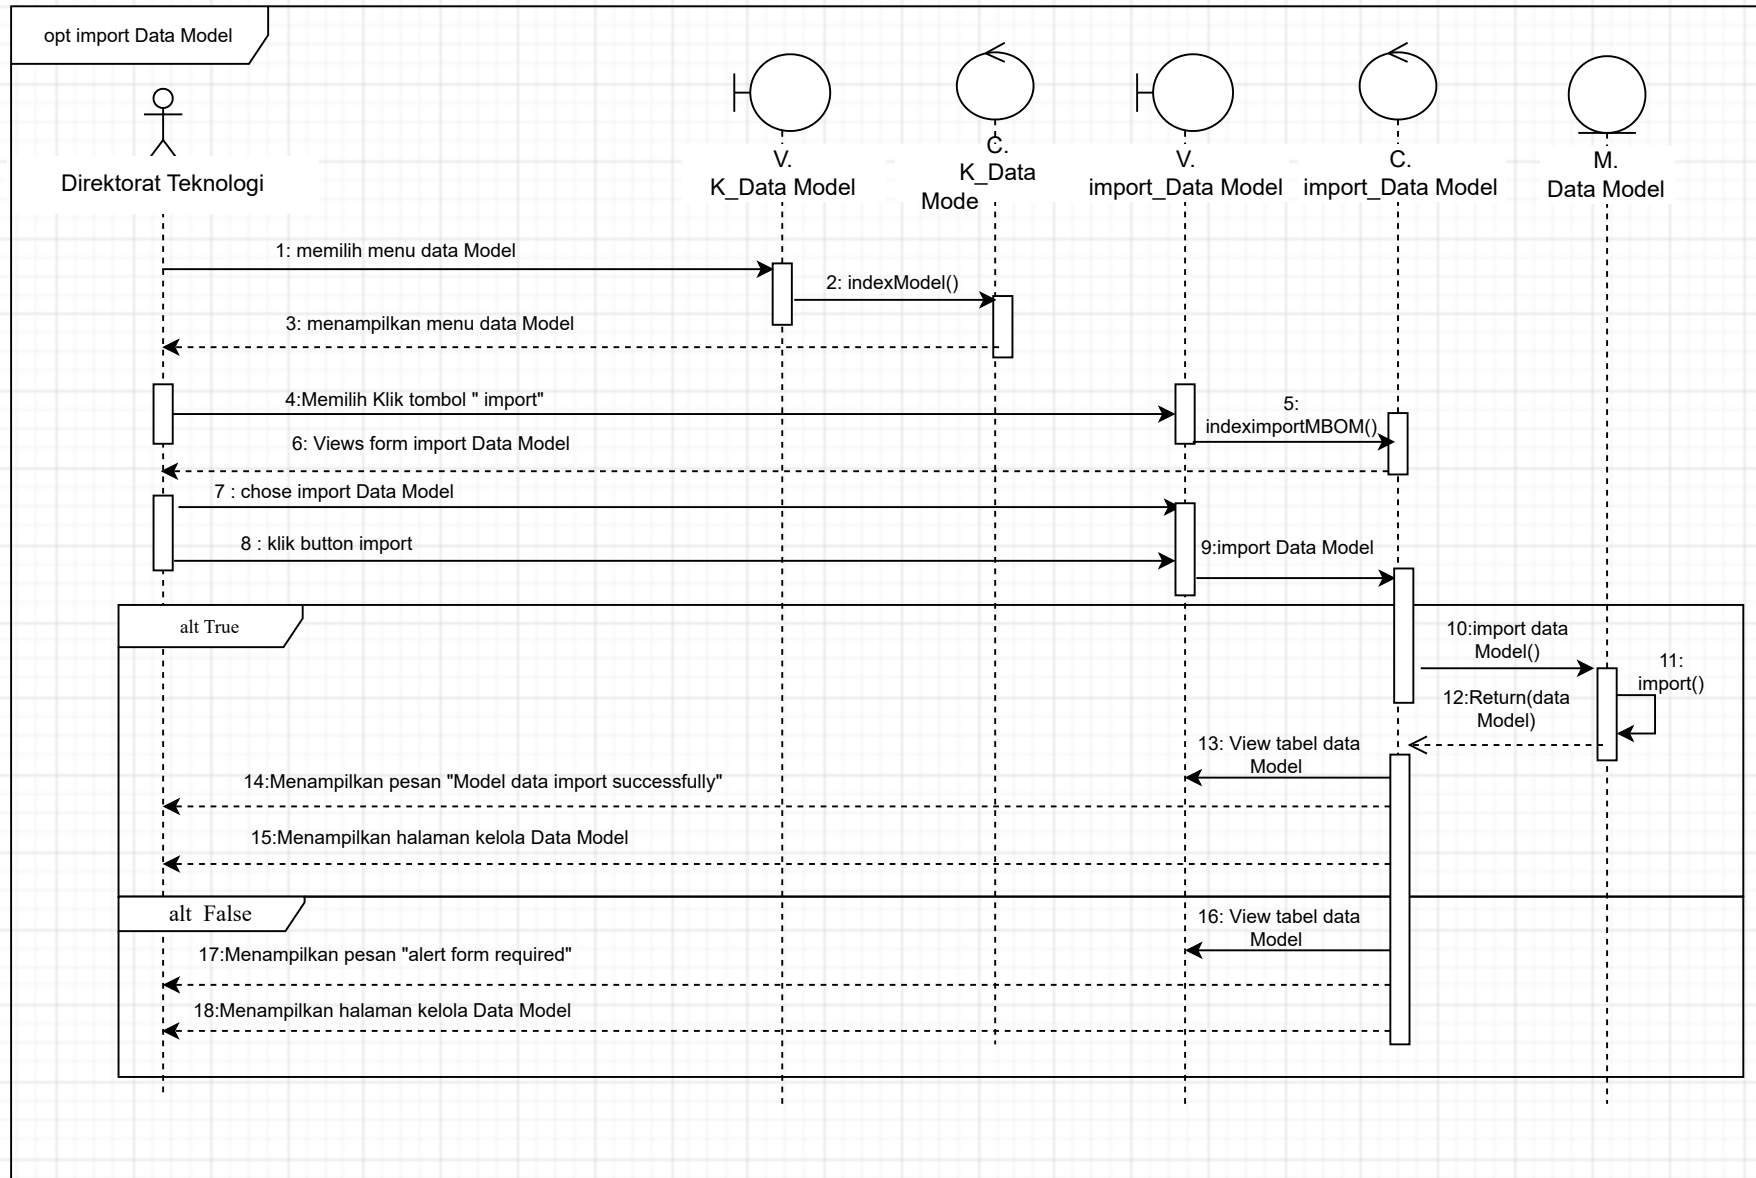 opt import Data Model
Direktorat Teknologi
V.
K_Data Model
C.
K_Data
Mode
V.
import_Data Model
C.
import_Data Model
M.
Data Model
1: memilih menu data Model
2: indexModel()
3: menampilkan menu data Model
4:Memilih Klik tombol " import"
5:
indeximportMBOM()
6: Views form import Data Model
7 : chose import Data Model
8 : klik button import
9:import Data Model
alt True
10:import data
Model()
11:
import()
12:Return(data
Model)
13: View tabel data
Model
14:Menampilkan pesan "Model data import successfully"
15:Menampilkan halaman kelola Data Model
alt  False
16: View tabel data
Model
17:Menampilkan pesan "alert form required"
18:Menampilkan halaman kelola Data Model